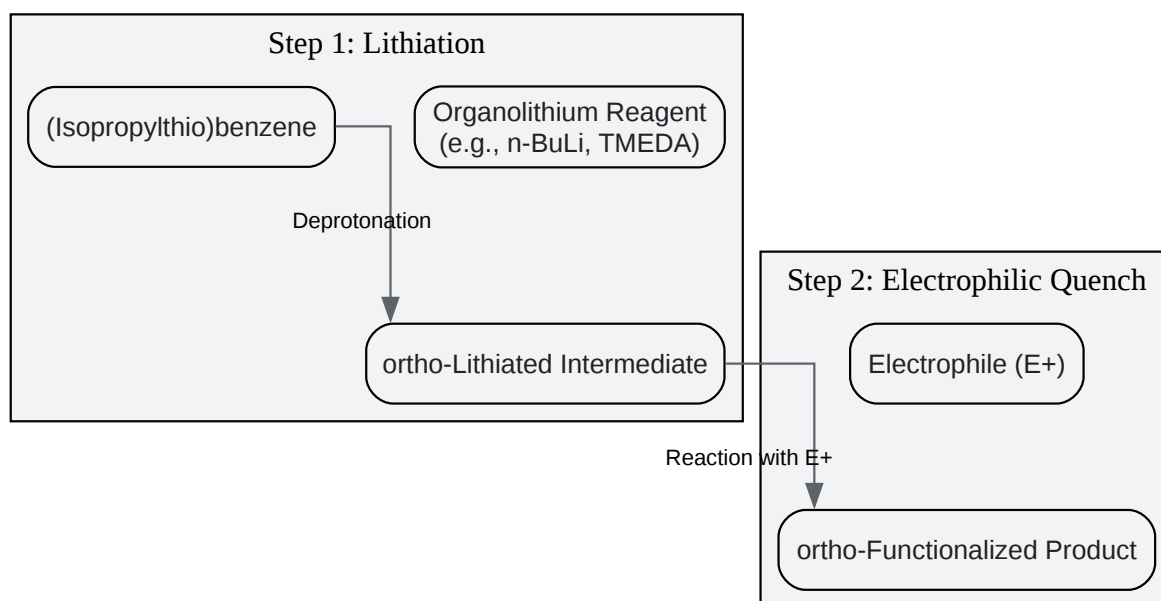 Step 1: Lithiation
(Isopropylthio)benzene
Organolithium Reagent
(e.g., n-BuLi, TMEDA)
Deprotonation
ortho-Lithiated Intermediate
Step 2: Electrophilic Quench
Electrophile (E+)
Reaction with E+
ortho-Functionalized Product